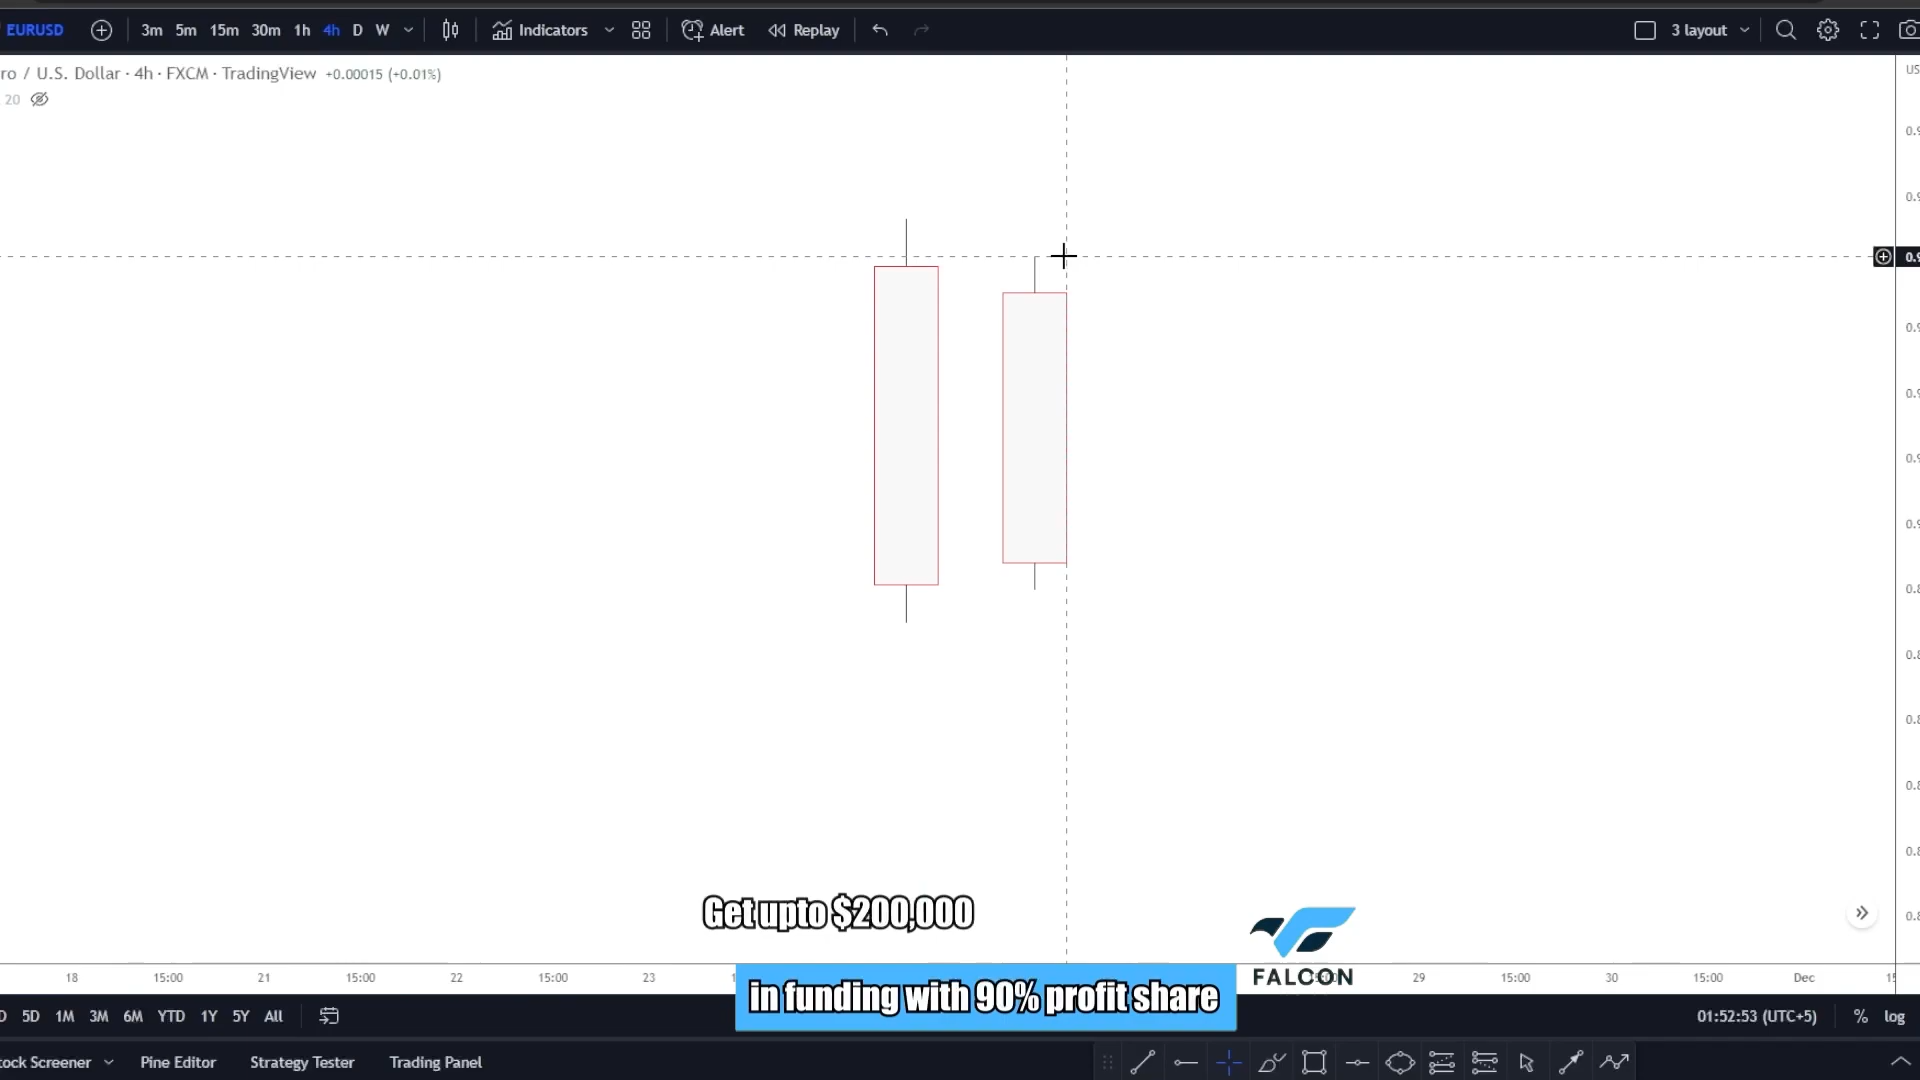 EURUSD 3m 5m 15m 30m 1h 4h D W Indicators Alert Replay 3 layout
ro / U.S. Dollar · 4h · FXCM · TradingView +0.00015 (+0.01%)
20
Get upto $200,000
FALCON
18 15:00 21 15:00 22 15:00 23 29 15:00 30 15:00 Dec
in funding with 90% profit share
5D 1M 3M 6M YTD 1Y 5Y All 01:52:53 (UTC+5) % log
tock Screener Pine Editor Strategy Tester Trading Panel